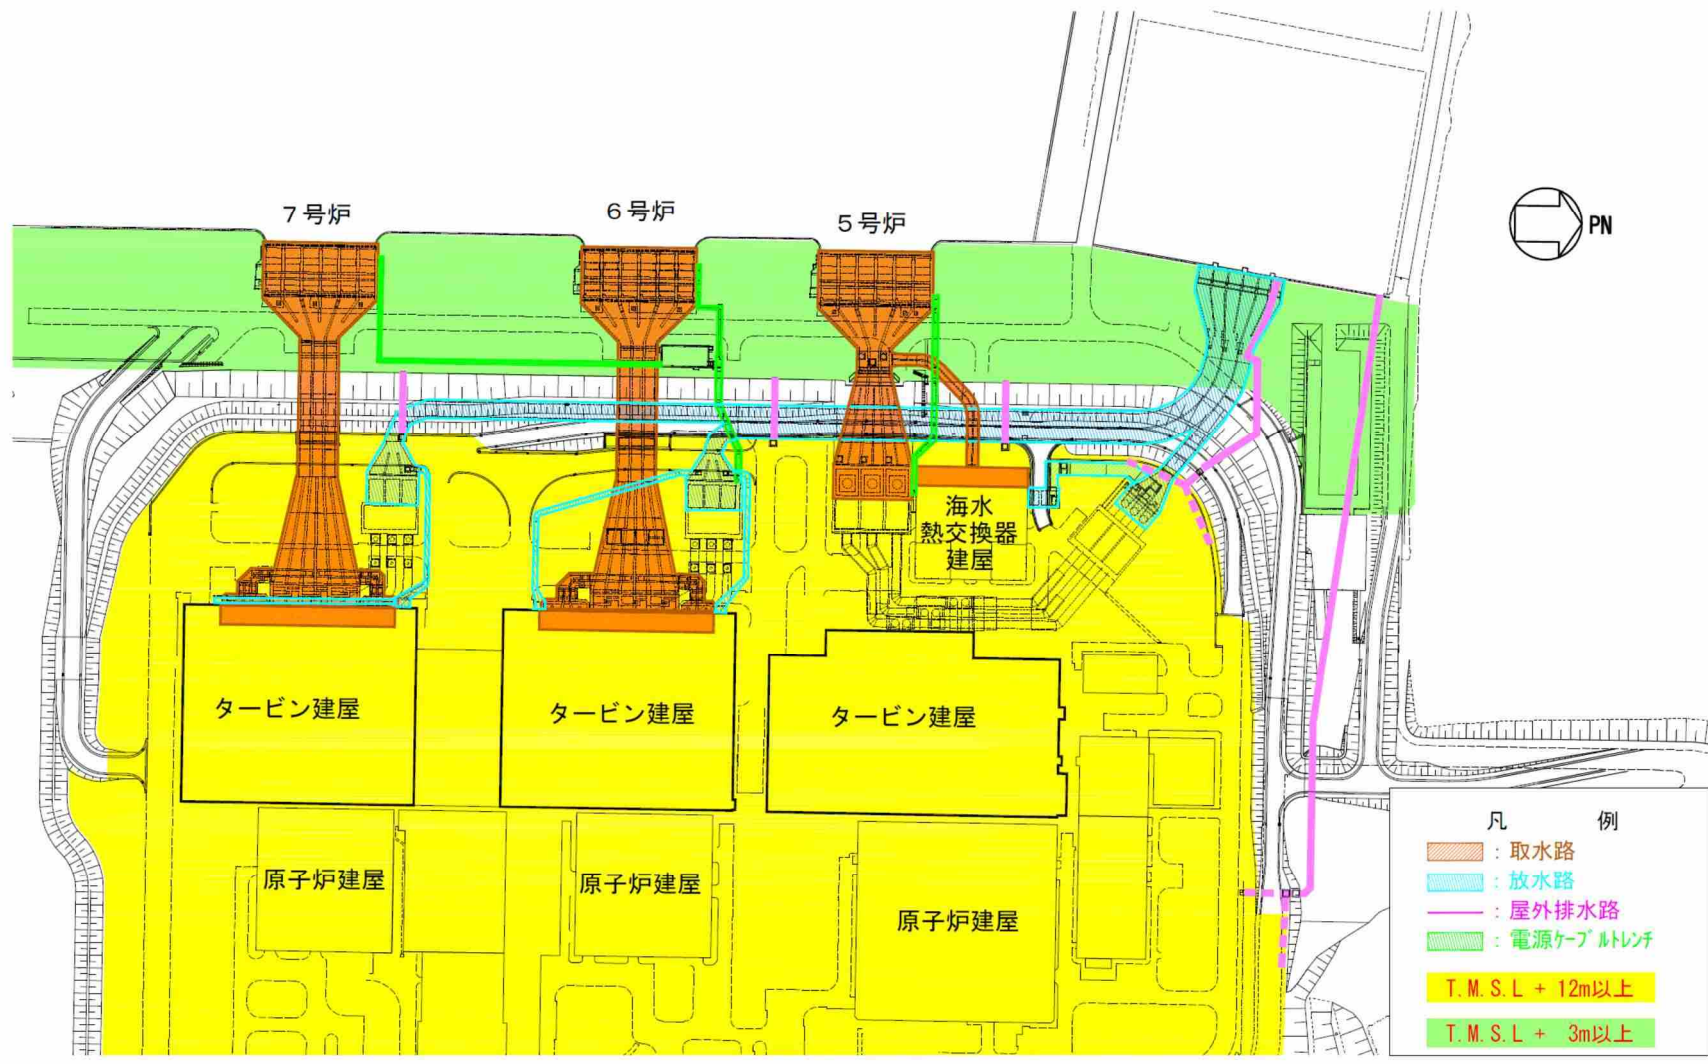 7号炉
6号炉
5号炉
PN
海水
熱交換器
建屋
タービン建屋
タービン建屋
タービン建屋
原子炉建屋
原子炉建屋
原子炉建屋
凡 例
：取水路
：放水路
：屋外排水路
：電源ｹｰﾌﾞﾙﾄﾚﾝﾁ
T.M.S.L + 12m以上
T.M.S.L + 3m以上